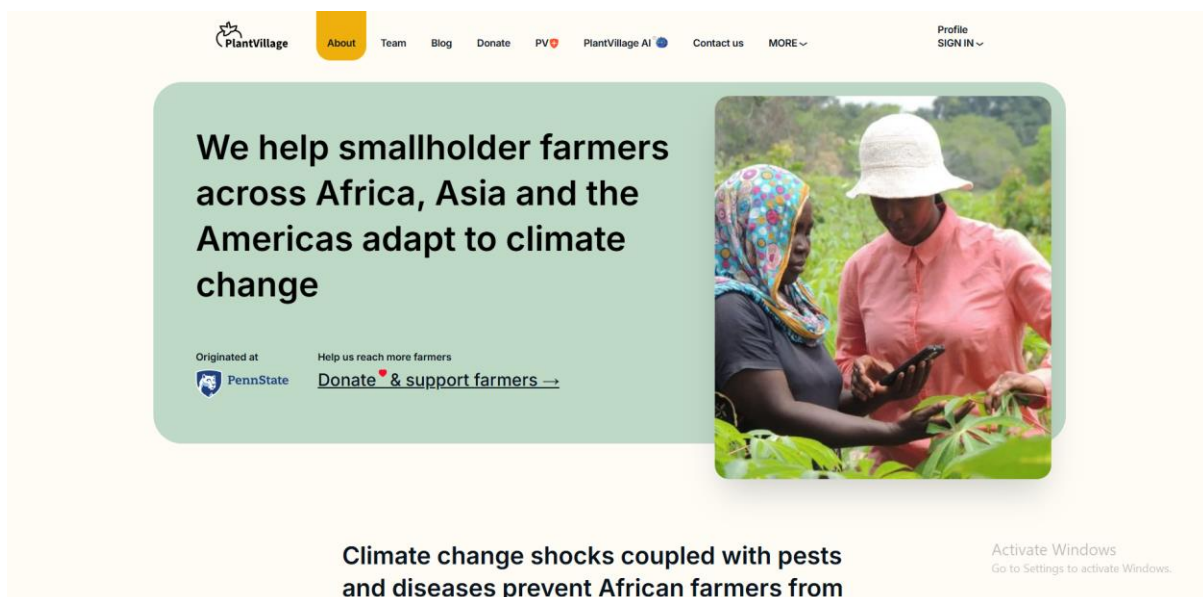 PlantVillage
About
Team
Blog
Donate
PV
PlantVillage AI
Contact us
MORE
Profile
SIGN IN
We help smallholder farmers
across Africa, Asia and the
Americas adapt to climate
change
Originated at
PennState
Help us reach more farmers
Donate & support farmers →
Climate change shocks coupled with pests
and diseases prevent African farmers from
Activate Windows
Go to Settings to activate Windows.